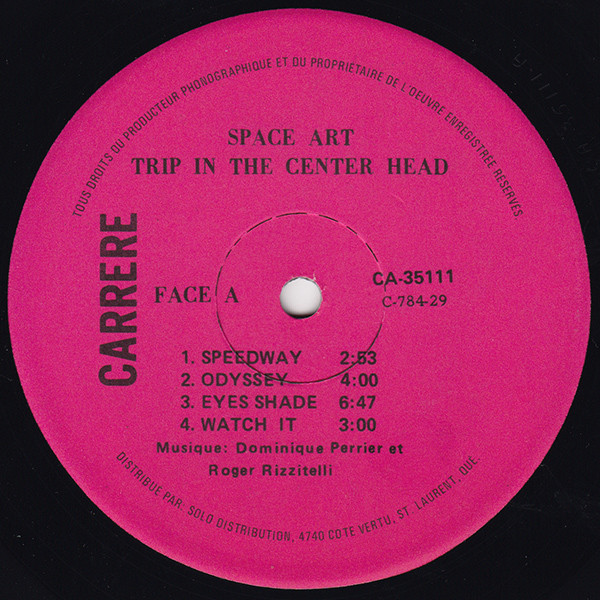 TOUS DROITS DU PRODUCTEUR PHONOGRAPHIQUE ET DU PROPRIETAIRE DE L'OEUVRE ENREGISTREE RESERVES.
SPACE ART
TRIP IN THE CENTER HEAD
CARRERE
FACE A
CA-35111
C-784-29
1. SPEEDWAY 2:53
2. ODYSSEY 4:00
3. EYES SHADE 6:47
4. WATCH IT 3:00
Musique: Dominique Perrier et
Roger Rizzitelli
DISTRIBUE PAR: SOLO DISTRIBUTION, 4740 COTE VERTU, ST. LAURENT, QUE.